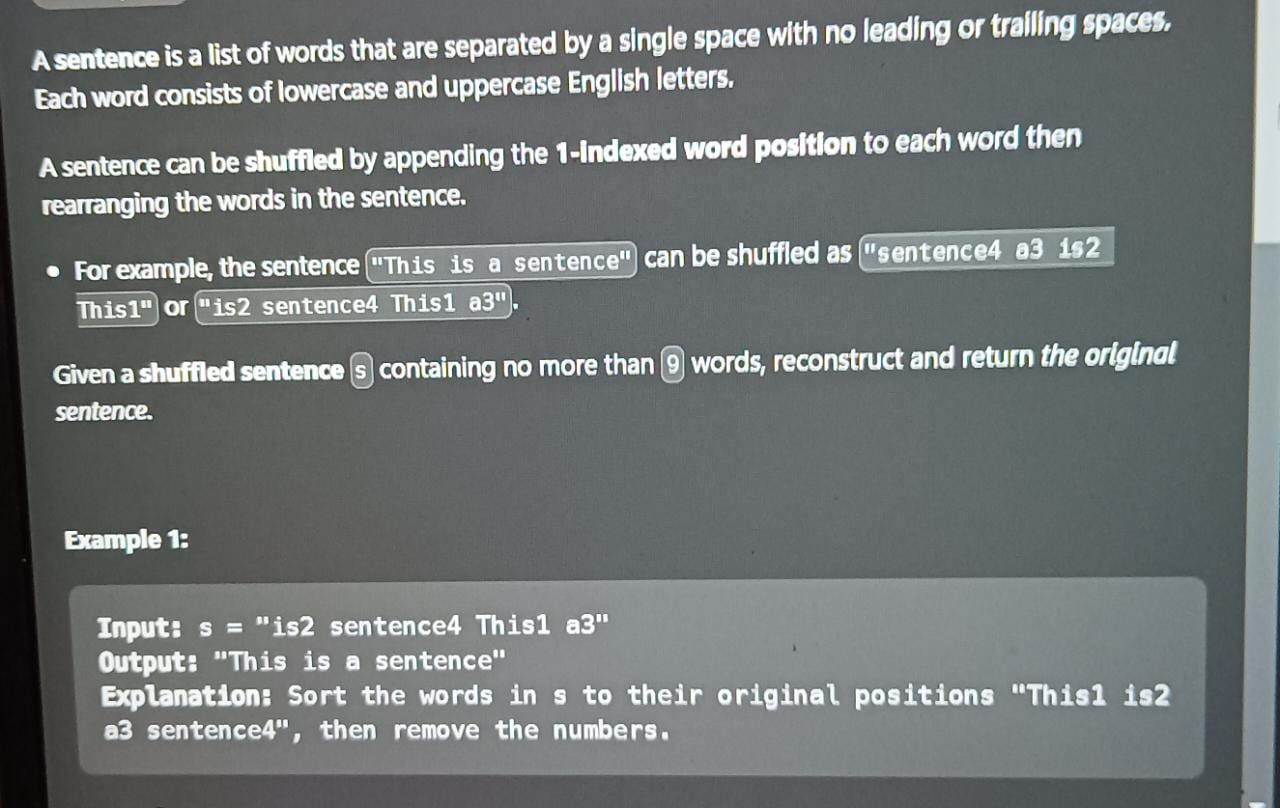 A sentence is a list of words that are separated by a single space with no leading or trailing spaces.
Each word consists of lowercase and uppercase English letters.
A sentence can be shuffled by appending the 1-indexed word position to each word then
rearranging the words in the sentence.
• For example, the sentence "This is a sentence" can be shuffled as "sentence4 a3 is2
This1" or "is2 sentence4 This1 a3".
Given a shuffled sentence s containing no more than 9 words, reconstruct and return the original
sentence.
Example 1:
Input: s = "is2 sentence4 This1 a3"
Output: "This is a sentence"
Explanation: Sort the words in s to their original positions "This1 is2
a3 sentence4", then remove the numbers.